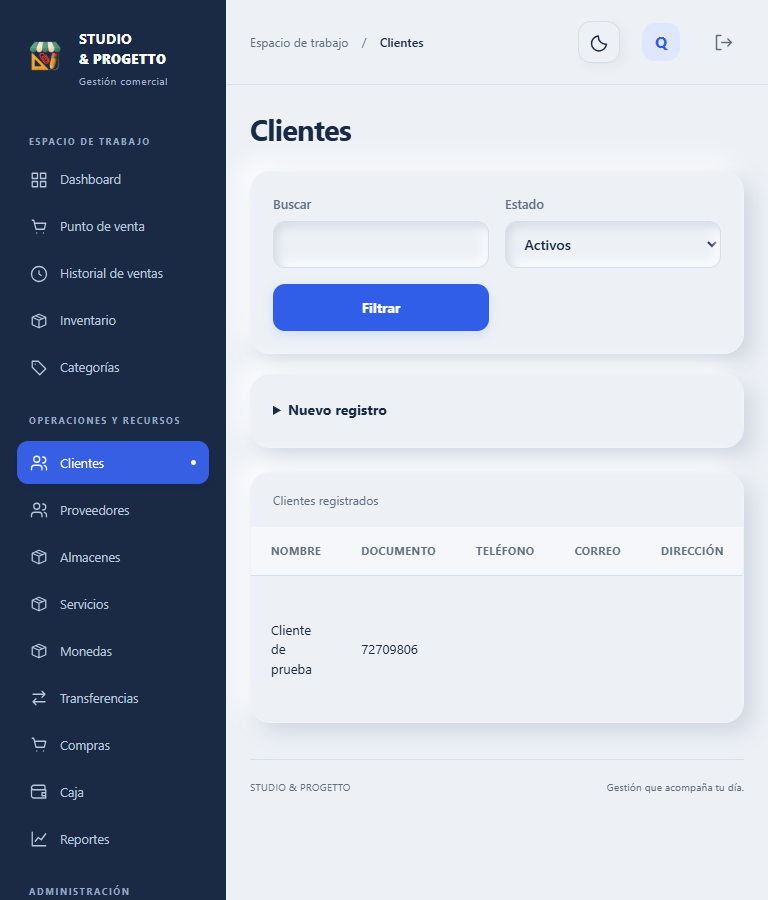 STUDIO
& PROGETTO
Gestión comercial
ESPACIO DE TRABAJO
Dashboard
Punto de venta
Historial de ventas
Inventario
Categorías
OPERACIONES Y RECURSOS
Clientes
Proveedores
Almacenes
Servicios
Monedas
Transferencias
Compras
Caja
Reportes
ADMINISTRACIÓN
Espacio de trabajo / Clientes
Q
Clientes
Buscar
Estado
Activos
Filtrar
Nuevo registro
Clientes registrados
NOMBRE DOCUMENTO TELÉFONO CORREO DIRECCIÓN
Cliente
de
prueba
72709806
STUDIO & PROGETTO
Gestión que acompaña tu día.